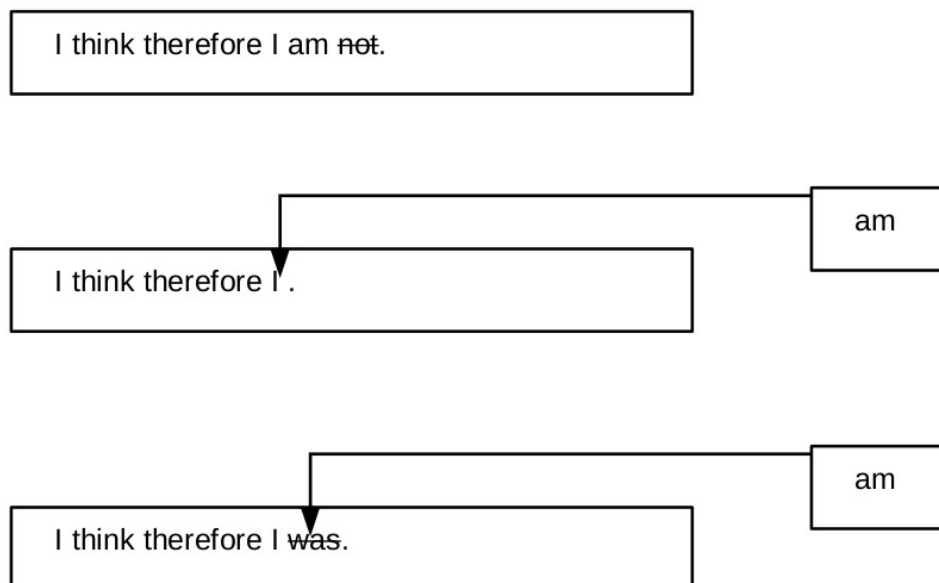 I think therefore I am not.
am
I think therefore I .
am
I think therefore I was.